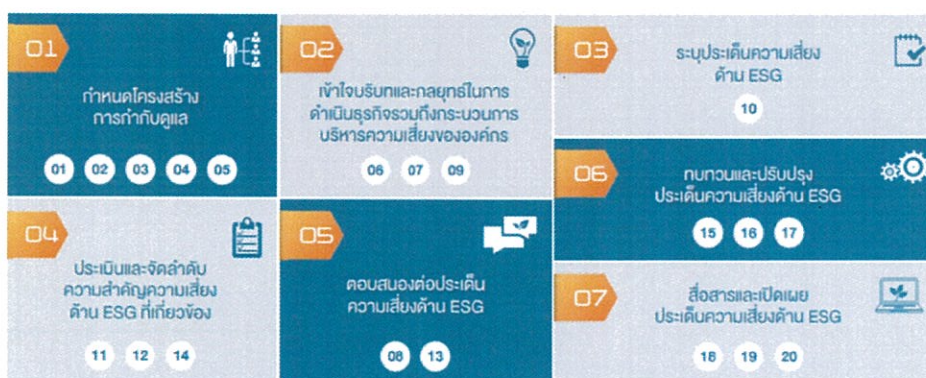 01
กำหนดโครงสร้าง
การกำกับดูแล
01 02 03 04 05
02
เข้าใจบริบทและกลยุทธ์ในการ
ดำเนินธุรกิจรวมถึงกระบวนการ
บริหารความเสี่ยงขององค์กร
06 07 09
03
ระบุประเด็นความเสี่ยง
ด้าน ESG
10
04
ประเมินและจัดลำดับ
ความสำคัญความเสี่ยง
ด้าน ESG ที่เกี่ยวข้อง
11 12 14
05
ตอบสนองต่อประเด็น
ความเสี่ยงด้าน ESG
08 13
06
ทบทวนและปรับปรุง
ประเด็นความเสี่ยงด้าน ESG
15 16 17
07
สื่อสารและเปิดเผย
ประเด็นความเสี่ยงด้าน ESG
18 19 20